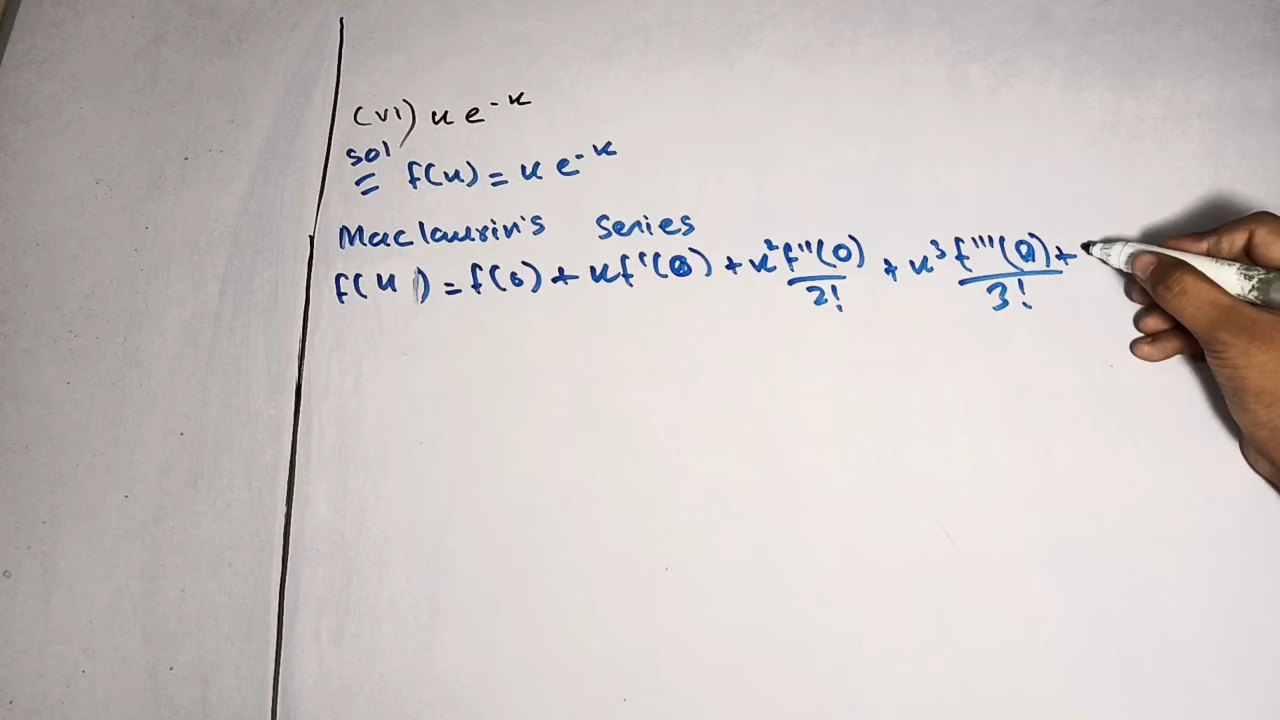 (vi) x e^-x
sol f(x) = x e^-x
Maclaurin's Series
f(x) = f(0) + xf'(0) + x²f''(0)/2! + x³f'''(0)/3! +